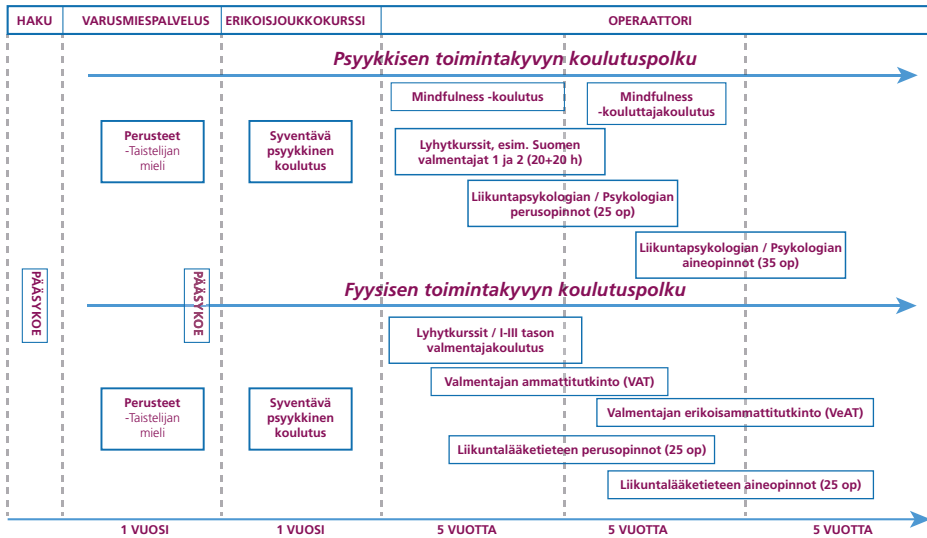 HAKU
VARUSMIESPALVELUS
ERIKOISJOUKKOKURSSI
OPERAATTORI
Psyykkisen toimintakyvyn koulutuspolku
Mindfulness -koulutus
Mindfulness
-kouluttajakoulutus
Perusteet
-Taistelijan
mieli
Syventävä
psyykkinen
koulutus
Lyhytkurssit, esim. Suomen
valmentajat 1 ja 2 (20+20 h)
Liikuntapsykologian / Psykologian
perusopinnot (25 op)
Liikuntapsykologian / Psykologian
aineopinnot (35 op)
PÄÄSYKOE
PÄÄSYKOE
Fyysisen toimintakyvyn koulutuspolku
Lyhytkurssit / I-III tason
valmentajakoulutus
Valmentajan ammattitutkinto (VAT)
Perusteet
-Taistelijan
mieli
Syventävä
psyykkinen
koulutus
Valmentajan erikoisammattitutkinto (VeAT)
Liikuntalääketieteen perusopinnot (25 op)
Liikuntalääketieteen aineopinnot (25 op)
1 VUOSI
1 VUOSI
5 VUOTTA
5 VUOTTA
5 VUOTTA